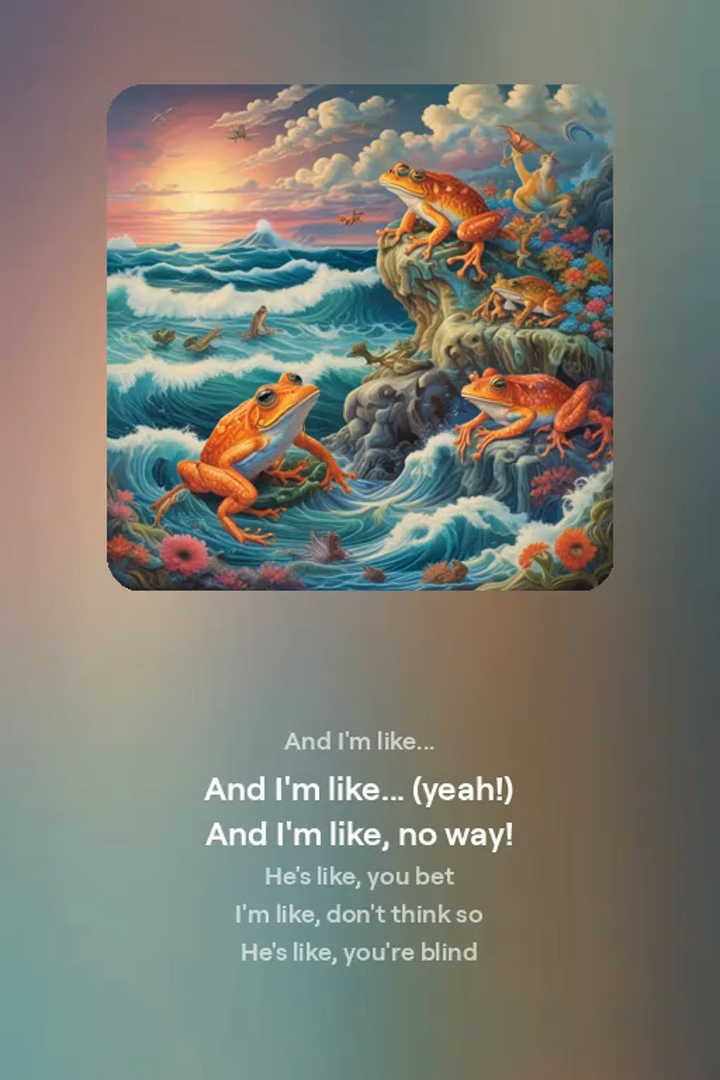 And I'm like...
And I'm like... (yeah!)
And I'm like, no way!
He's like, you bet
I'm like, don't think so
He's like, you're blind